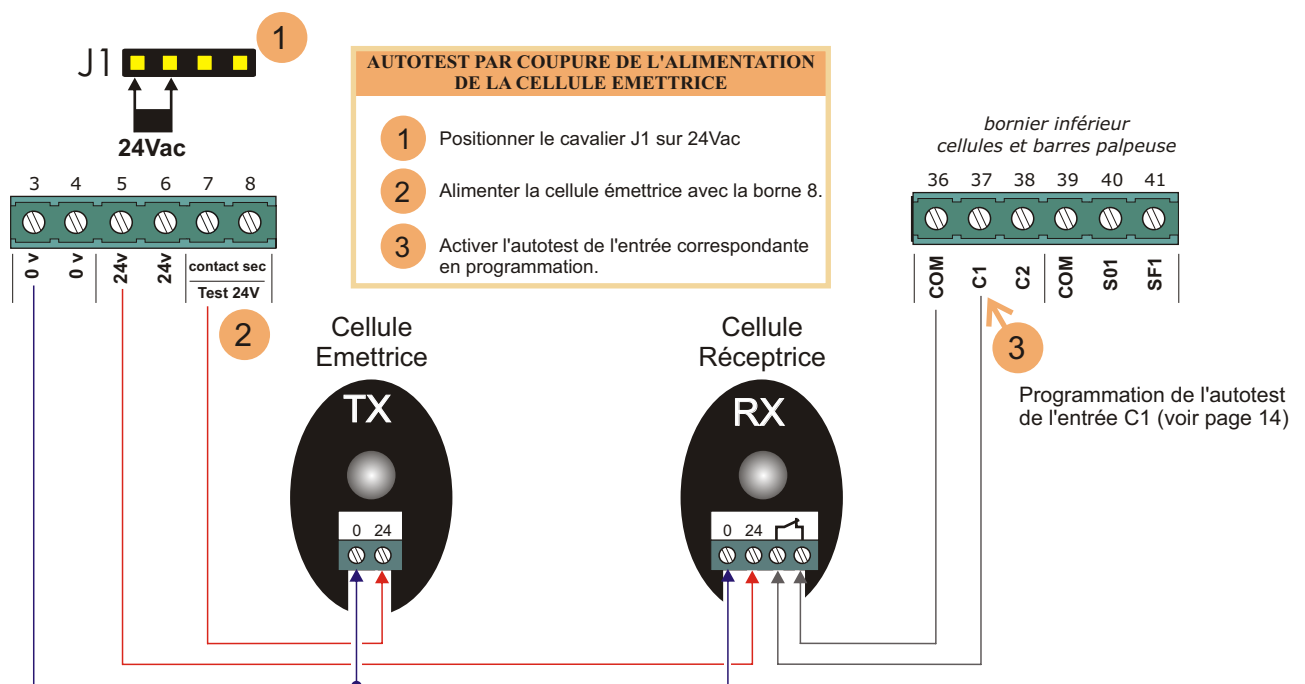 J1
1
24Vac
AUTOTEST PAR COUPURE DE L'ALIMENTATION
DE LA CELLULE EMETTRICE
1 Positionner le cavalier J1 sur 24Vac
2 Alimenter la cellule émettrice avec la borne 8.
3 Activer l'autotest de l'entrée correspondante
en programmation.
bornier inférieur
cellules et barres palpeuse
3 4 5 6 7 8
0 v 0 v 24v 24v contact sec
Test 24V
2
36 37 38 39 40 41
COM C1 C2 COM S01 SF1
3
Programmation de l'autotest
de l'entrée C1 (voir page 14)
Cellule
Emettrice
TX
0 24
Cellule
Réceptrice
RX
0 24